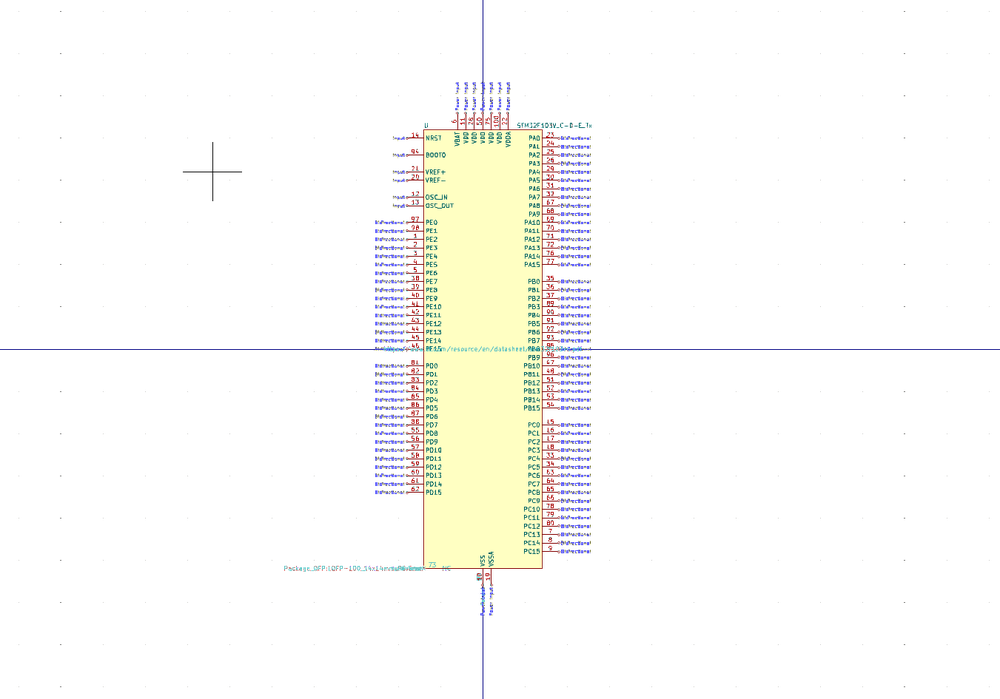 Power Input Power Input Power Input Power Input Power Input Power Input Power Input
6 11 28 50 75 100 22
U STM32F103V_C-D-E_Tx
VBAT VDD VDD VDD VDD VDD VDDA
Input 14 NRST PA0 23 Bidirectional
PA1 24 Bidirectional
Input 94 BOOT0 PA2 25 Bidirectional
PA3 26 Bidirectional
Input 21 VREF+ PA4 29 Bidirectional
Input 20 VREF- PA5 30 Bidirectional
PA6 31 Bidirectional
Input 12 OSC_IN PA7 32 Bidirectional
Input 13 OSC_OUT PA8 67 Bidirectional
PA9 68 Bidirectional
Bidirectional 97 PE0 PA10 69 Bidirectional
Bidirectional 98 PE1 PA11 70 Bidirectional
Bidirectional 1 PE2 PA12 71 Bidirectional
Bidirectional 2 PE3 PA13 72 Bidirectional
Bidirectional 3 PE4 PA14 76 Bidirectional
Bidirectional 4 PE5 PA15 77 Bidirectional
Bidirectional 5 PE6
Bidirectional 38 PE7 PB0 35 Bidirectional
Bidirectional 39 PE8 PB1 36 Bidirectional
Bidirectional 40 PE9 PB2 37 Bidirectional
Bidirectional 41 PE10 PB3 89 Bidirectional
Bidirectional 42 PE11 PB4 90 Bidirectional
Bidirectional 43 PE12 PB5 91 Bidirectional
Bidirectional 44 PE13 PB6 92 Bidirectional
Bidirectional 45 PE14 PB7 93 Bidirectional
46 PE15 /resource/en/datasheet PB8 95
PB9 96 Bidirectional
Bidirectional 81 PD0 PB10 47 Bidirectional
Bidirectional 82 PD1 PB11 48 Bidirectional
Bidirectional 83 PD2 PB12 51 Bidirectional
Bidirectional 84 PD3 PB13 52 Bidirectional
Bidirectional 85 PD4 PB14 53 Bidirectional
Bidirectional 86 PD5 PB15 54 Bidirectional
Bidirectional 87 PD6
Bidirectional 88 PD7 PC0 15 Bidirectional
Bidirectional 55 PD8 PC1 16 Bidirectional
Bidirectional 56 PD9 PC2 17 Bidirectional
Bidirectional 57 PD10 PC3 18 Bidirectional
Bidirectional 58 PD11 PC4 33 Bidirectional
Bidirectional 59 PD12 PC5 34 Bidirectional
Bidirectional 60 PD13 PC6 63 Bidirectional
Bidirectional 61 PD14 PC7 64 Bidirectional
Bidirectional 62 PD15 PC8 65 Bidirectional
PC9 66 Bidirectional
PC10 78 Bidirectional
PC11 79 Bidirectional
PC12 80 Bidirectional
PC13 7 Bidirectional
PC14 8 Bidirectional
PC15 9 Bidirectional
VSS VSSA
Package_QFP:LQFP-100_14x14mm 73 NC
19
Power Input